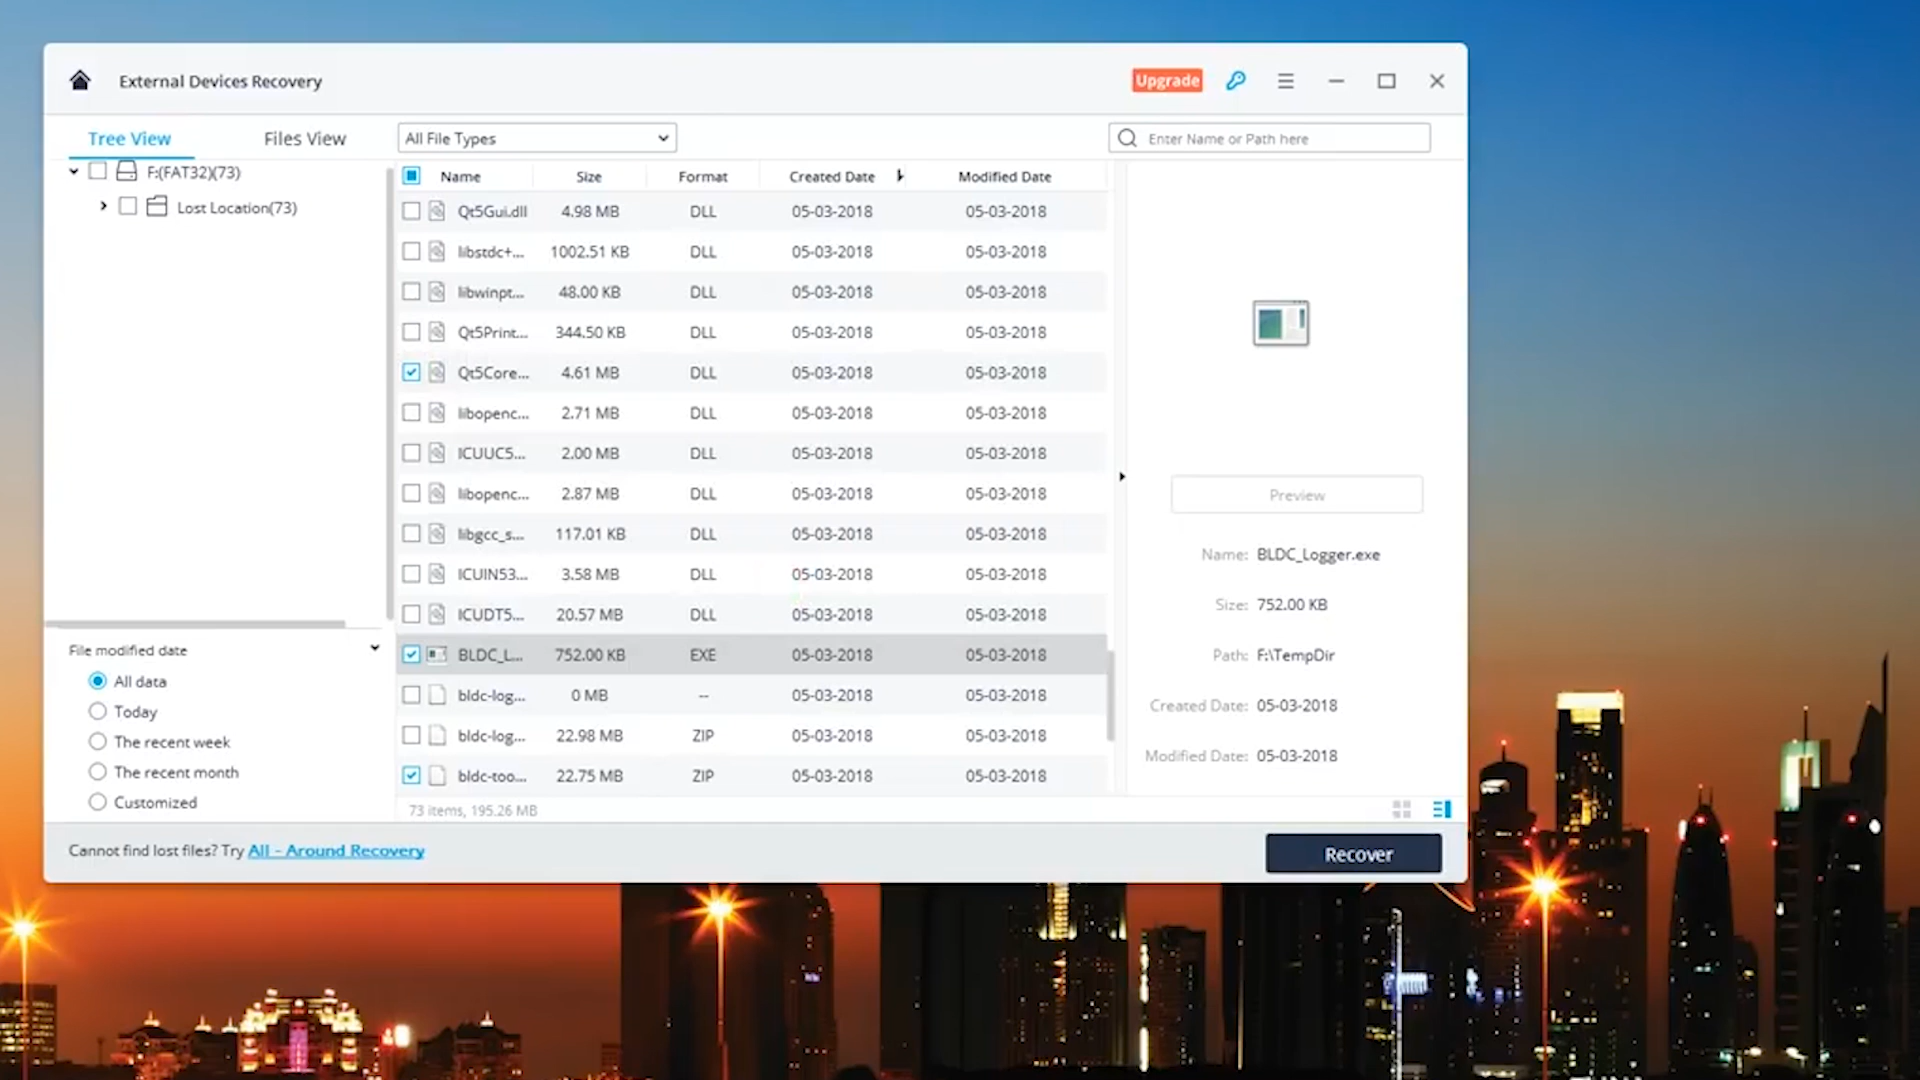 External Devices Recovery
Upgrade
Tree View
Files View
All File Types
Enter Name or Path here
F:(FAT32)(73)
Lost Location(73)
Name Size Format Created Date Modified Date
Qt5Gui.dll 4.98 MB DLL 05-03-2018 05-03-2018
libstdc+... 1002.51 KB DLL 05-03-2018 05-03-2018
libwinpt... 48.00 KB DLL 05-03-2018 05-03-2018
Qt5Print... 344.50 KB DLL 05-03-2018 05-03-2018
Qt5Core... 4.61 MB DLL 05-03-2018 05-03-2018
libopenc... 2.71 MB DLL 05-03-2018 05-03-2018
ICUUC5... 2.00 MB DLL 05-03-2018 05-03-2018
libopenc... 2.87 MB DLL 05-03-2018 05-03-2018
libgcc_s... 117.01 KB DLL 05-03-2018 05-03-2018
ICUIN53... 3.58 MB DLL 05-03-2018 05-03-2018
ICUDT5... 20.57 MB DLL 05-03-2018 05-03-2018
BLDC_L... 752.00 KB EXE 05-03-2018 05-03-2018
bldc-log... 0 MB -- 05-03-2018 05-03-2018
bldc-log... 22.98 MB ZIP 05-03-2018 05-03-2018
bldc-too... 22.75 MB ZIP 05-03-2018 05-03-2018
73 items, 195.26 MB
Preview
Name: BLDC_Logger.exe
Size: 752.00 KB
Path: F:\TempDir
Created Date: 05-03-2018
Modified Date: 05-03-2018
File modified date
All data
Today
The recent week
The recent month
Customized
Cannot find lost files? Try All - Around Recovery
Recover